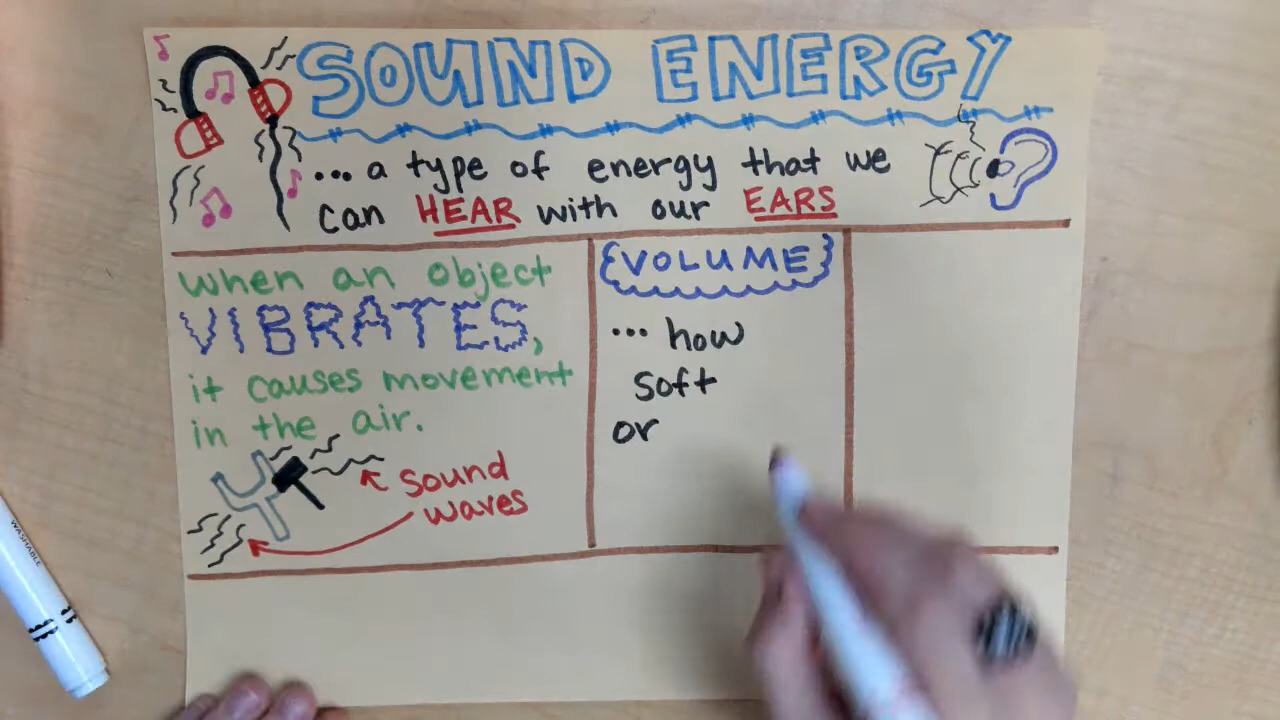 SOUND ENERGY
...a type of energy that we
can HEAR with our EARS
When an object
VIBRATES,
it causes movement
in the air.
Sound
waves
VOLUME
... how
soft
or
WASHABLE